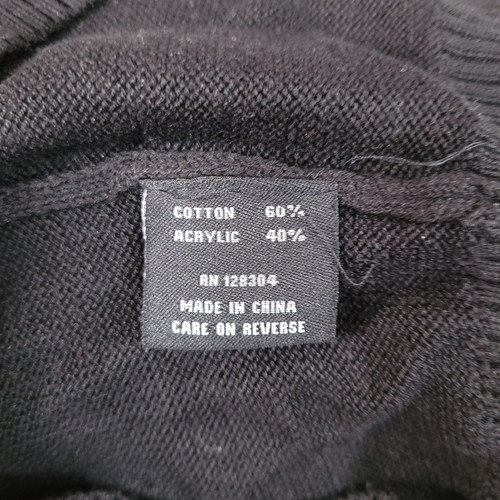 COTTON 60%
ACRYLIC 40%
RN 128304
MADE IN CHINA
CARE ON REVERSE